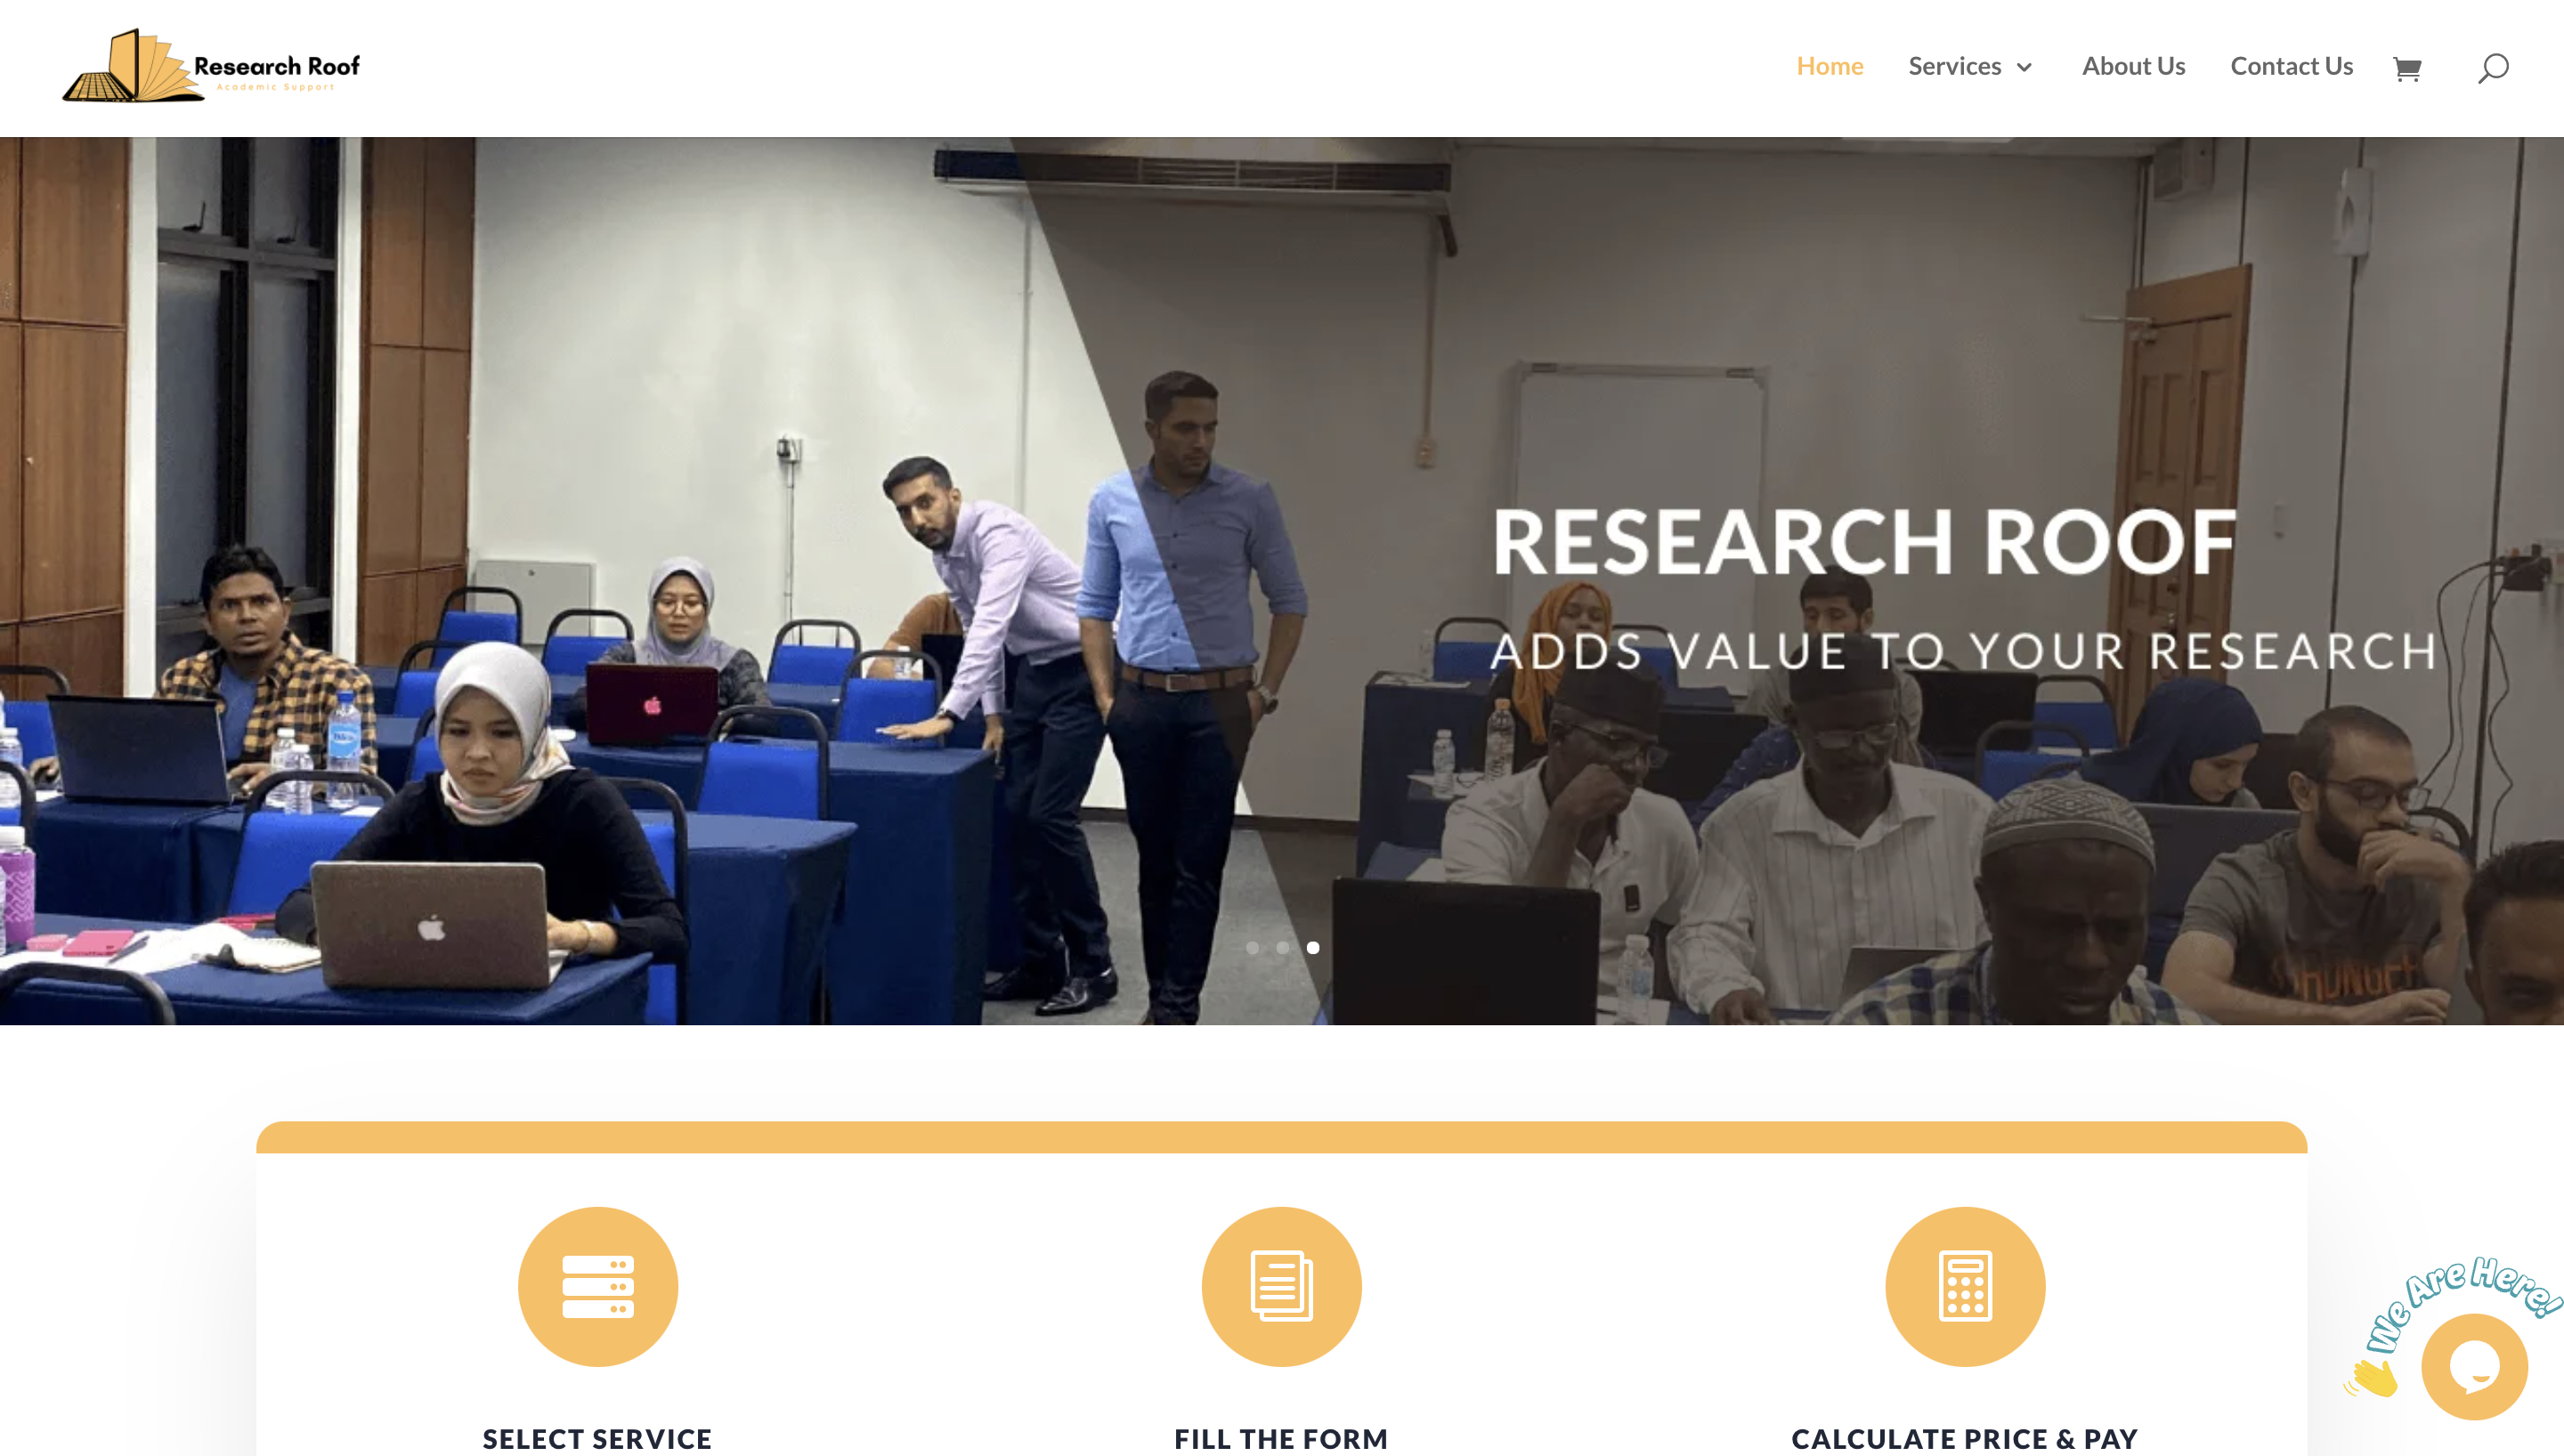 Research Roof
Academic Support
Home
Services
About Us
Contact Us
RESEARCH ROOF
ADDS VALUE TO YOUR RESEARCH
SELECT SERVICE
FILL THE FORM
CALCULATE PRICE & PAY
We Are Here!